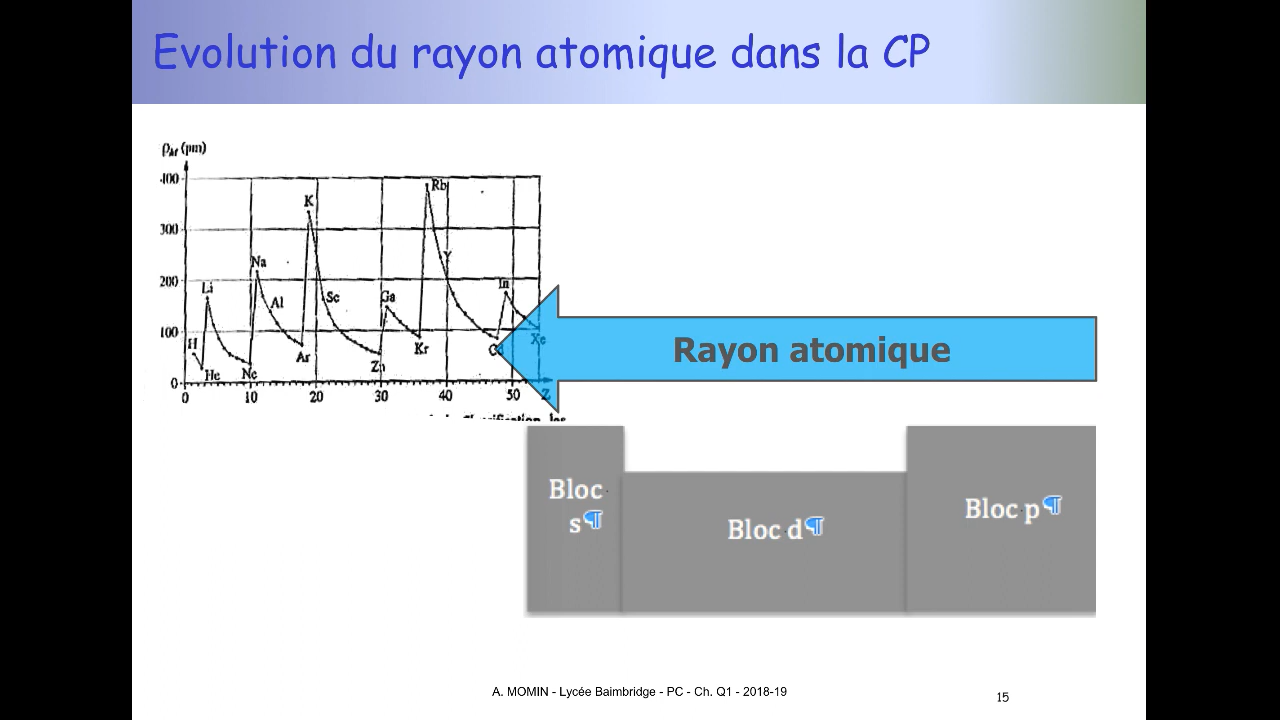 Evolution du rayon atomique dans la CP
ρAr (pm)
400
300
200
100
0
H
He
Li
Ne
Na
Al
Ar
K
Sc
Zn
Ga
Kr
Rb
Y
Cd
In
Xe
0 10 20 30 40 50 Z
Rayon atomique
Bloc
s¶
Bloc d¶
Bloc p¶
A. MOMIN - Lycée Baimbridge - PC - Ch. Q1 - 2018-19
15